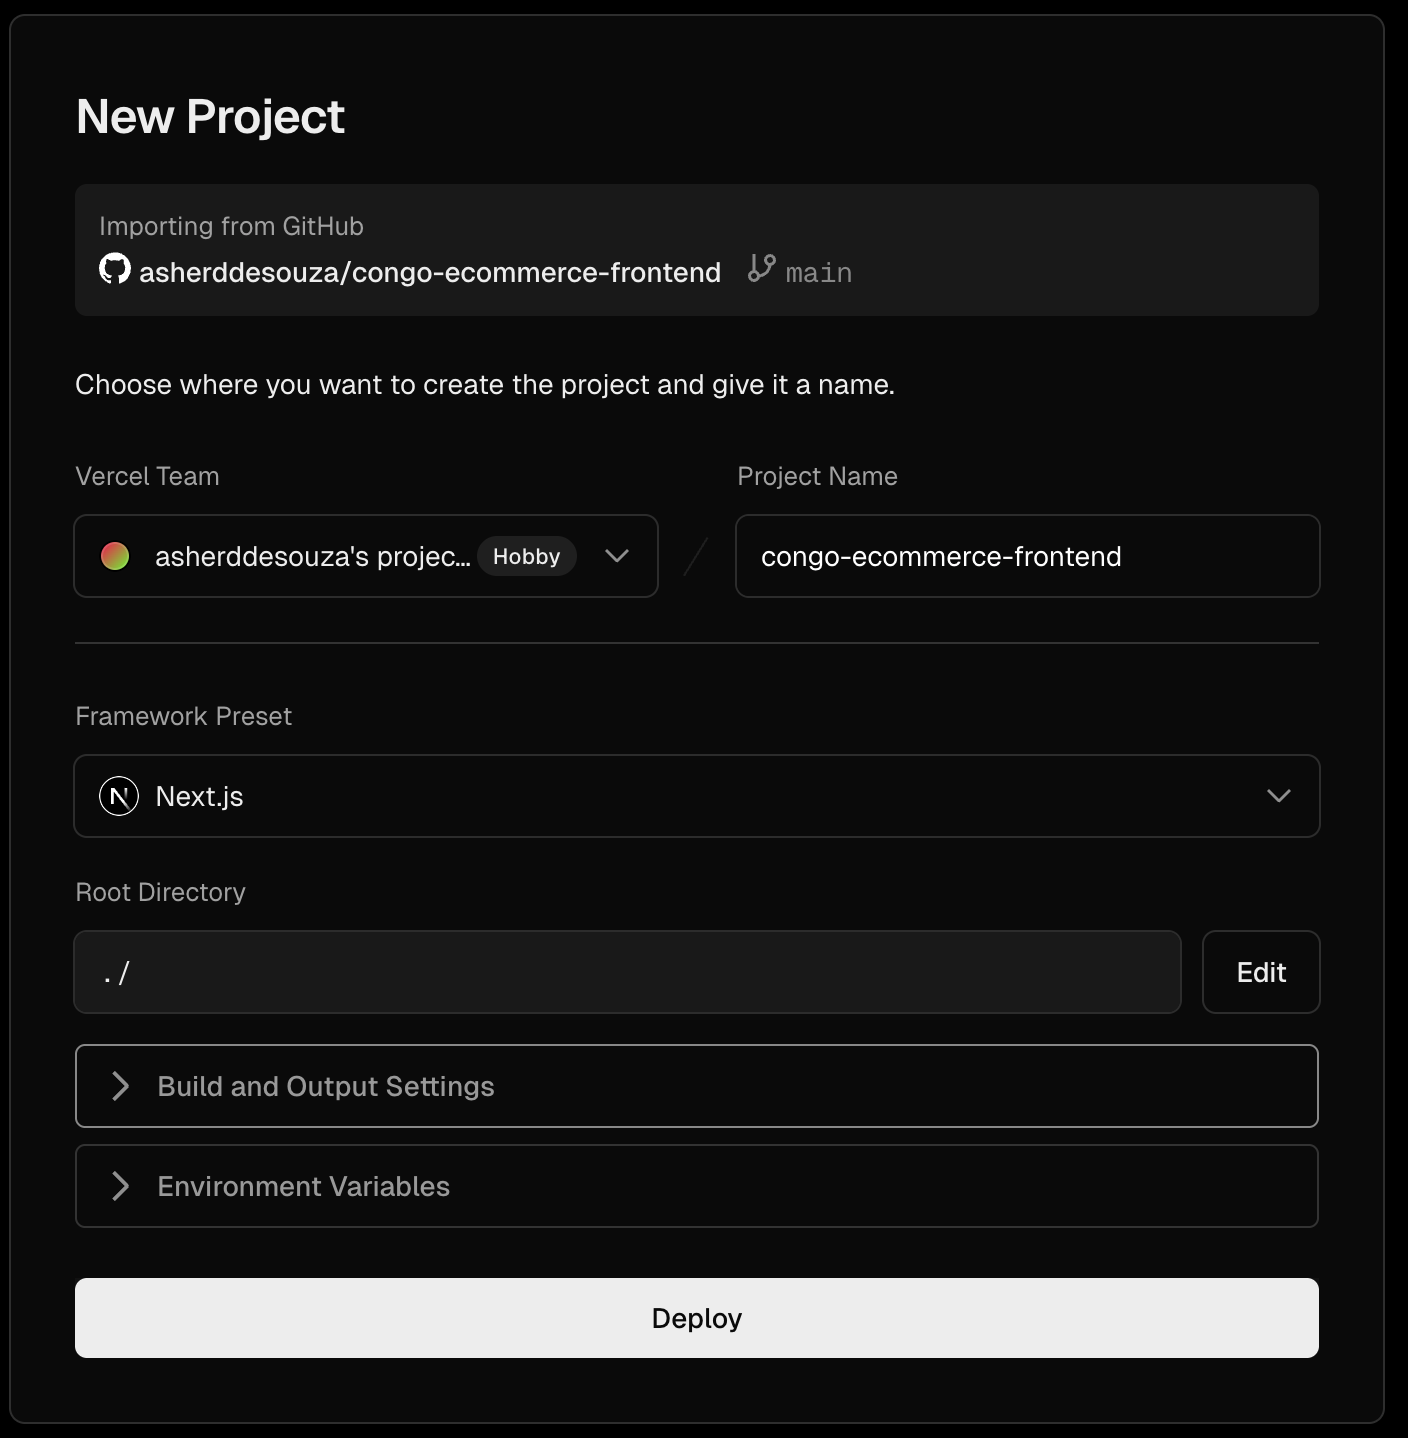 New Project
Importing from GitHub
asherddesouza/congo-ecommerce-frontend main
Choose where you want to create the project and give it a name.
Vercel Team
Project Name
asherddesouza's projec... Hobby
/
congo-ecommerce-frontend
Framework Preset
N Next.js
Root Directory
./
Edit
Build and Output Settings
Environment Variables
Deploy